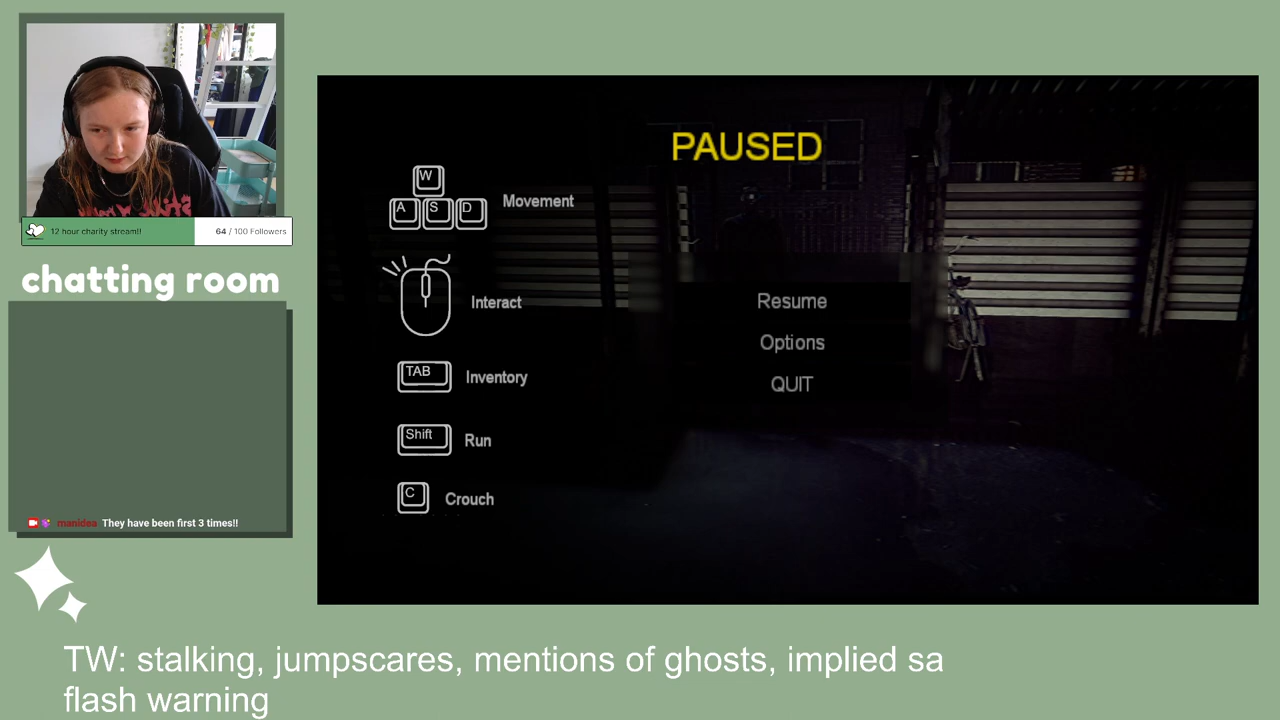 12 hour charity stream!!
64 / 100 Followers
chatting room
manidea They have been first 3 times!!
PAUSED
W
A S D
Movement
Interact
TAB
Inventory
Shift
Run
C
Crouch
Resume
Options
QUIT
TW: stalking, jumpscares, mentions of ghosts, implied sa
flash warning